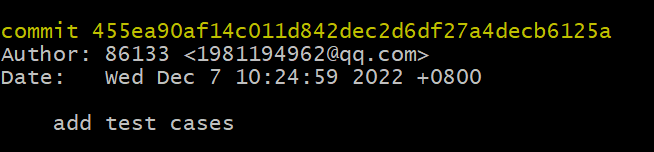 commit 455ea90af14c011d842dec2d6df27a4decb6125a
Author: 86133 <1981194962@qq.com>
Date:   Wed Dec 7 10:24:59 2022 +0800
add test cases